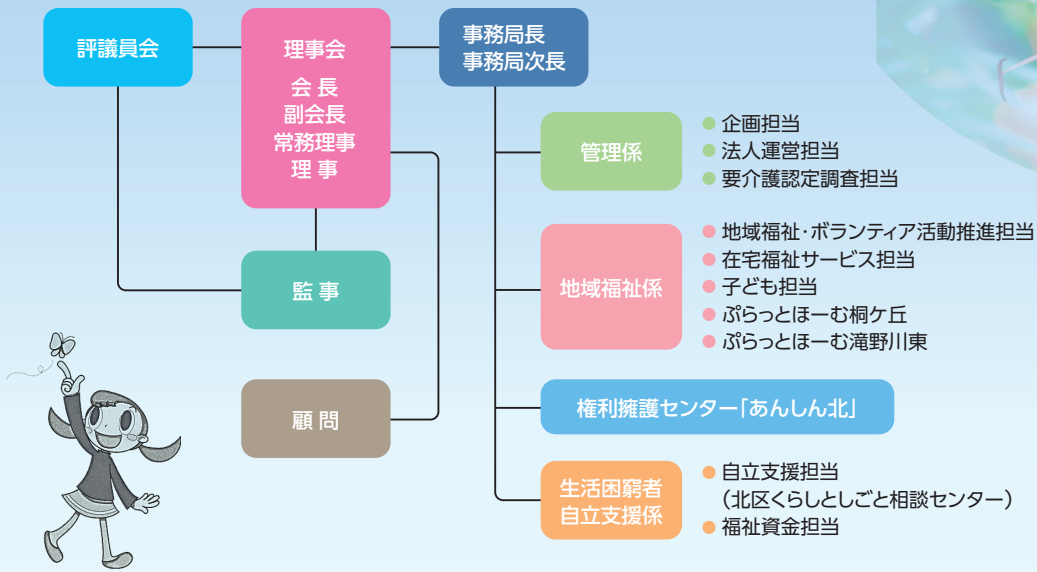 評議員会
理事会
会 長
副会長
常務理事
理 事
事務局長
事務局次長
監 事
顧 問
管理係
● 企画担当
● 法人運営担当
● 要介護認定調査担当
地域福祉係
● 地域福祉・ボランティア活動推進担当
● 在宅福祉サービス担当
● 子ども担当
● ぷらっとほーむ桐ケ丘
● ぷらっとほーむ滝野川東
権利擁護センター「あんしん北」
生活困窮者
自立支援係
● 自立支援担当
（北区くらしとしごと相談センター）
● 福祉資金担当